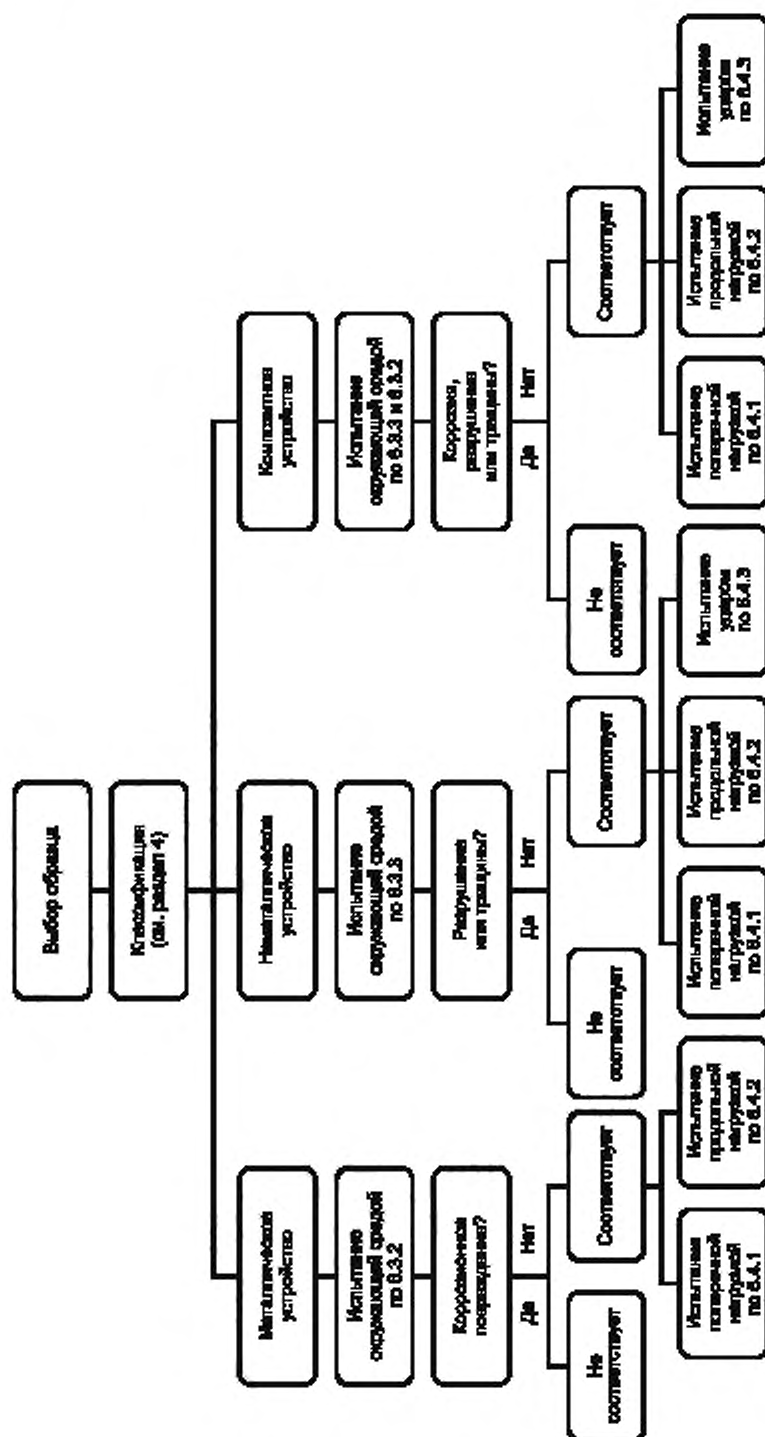 Выбор образца
Классификация
(см. раздел 4)
Металлическое
устройство
Испытание
окружающей средой
по 6.3.2
Коррозионное
повреждение?
Да
Нет
Не
соответствует
Соответствует
Испытание
поперечной
нагрузкой
по 6.4.1
Испытание
продольной
нагрузкой
по 6.4.2
Неметаллическое
устройство
Испытание
окружающей средой
по 6.3.3
Разрушение
или трещины?
Да
Нет
Не
соответствует
Соответствует
Испытание
поперечной
нагрузкой
по 6.4.1
Испытание
продольной
нагрузкой
по 6.4.2
Испытание
ударом
по 6.4.3
Композитное
устройство
Испытание
окружающей средой
по 6.3.3 и 6.3.2
Коррозия,
разрушение
или трещины?
Да
Нет
Не
соответствует
Соответствует
Испытание
поперечной
нагрузкой
по 6.4.1
Испытание
продольной
нагрузкой
по 6.4.2
Испытание
ударом
по 6.4.3